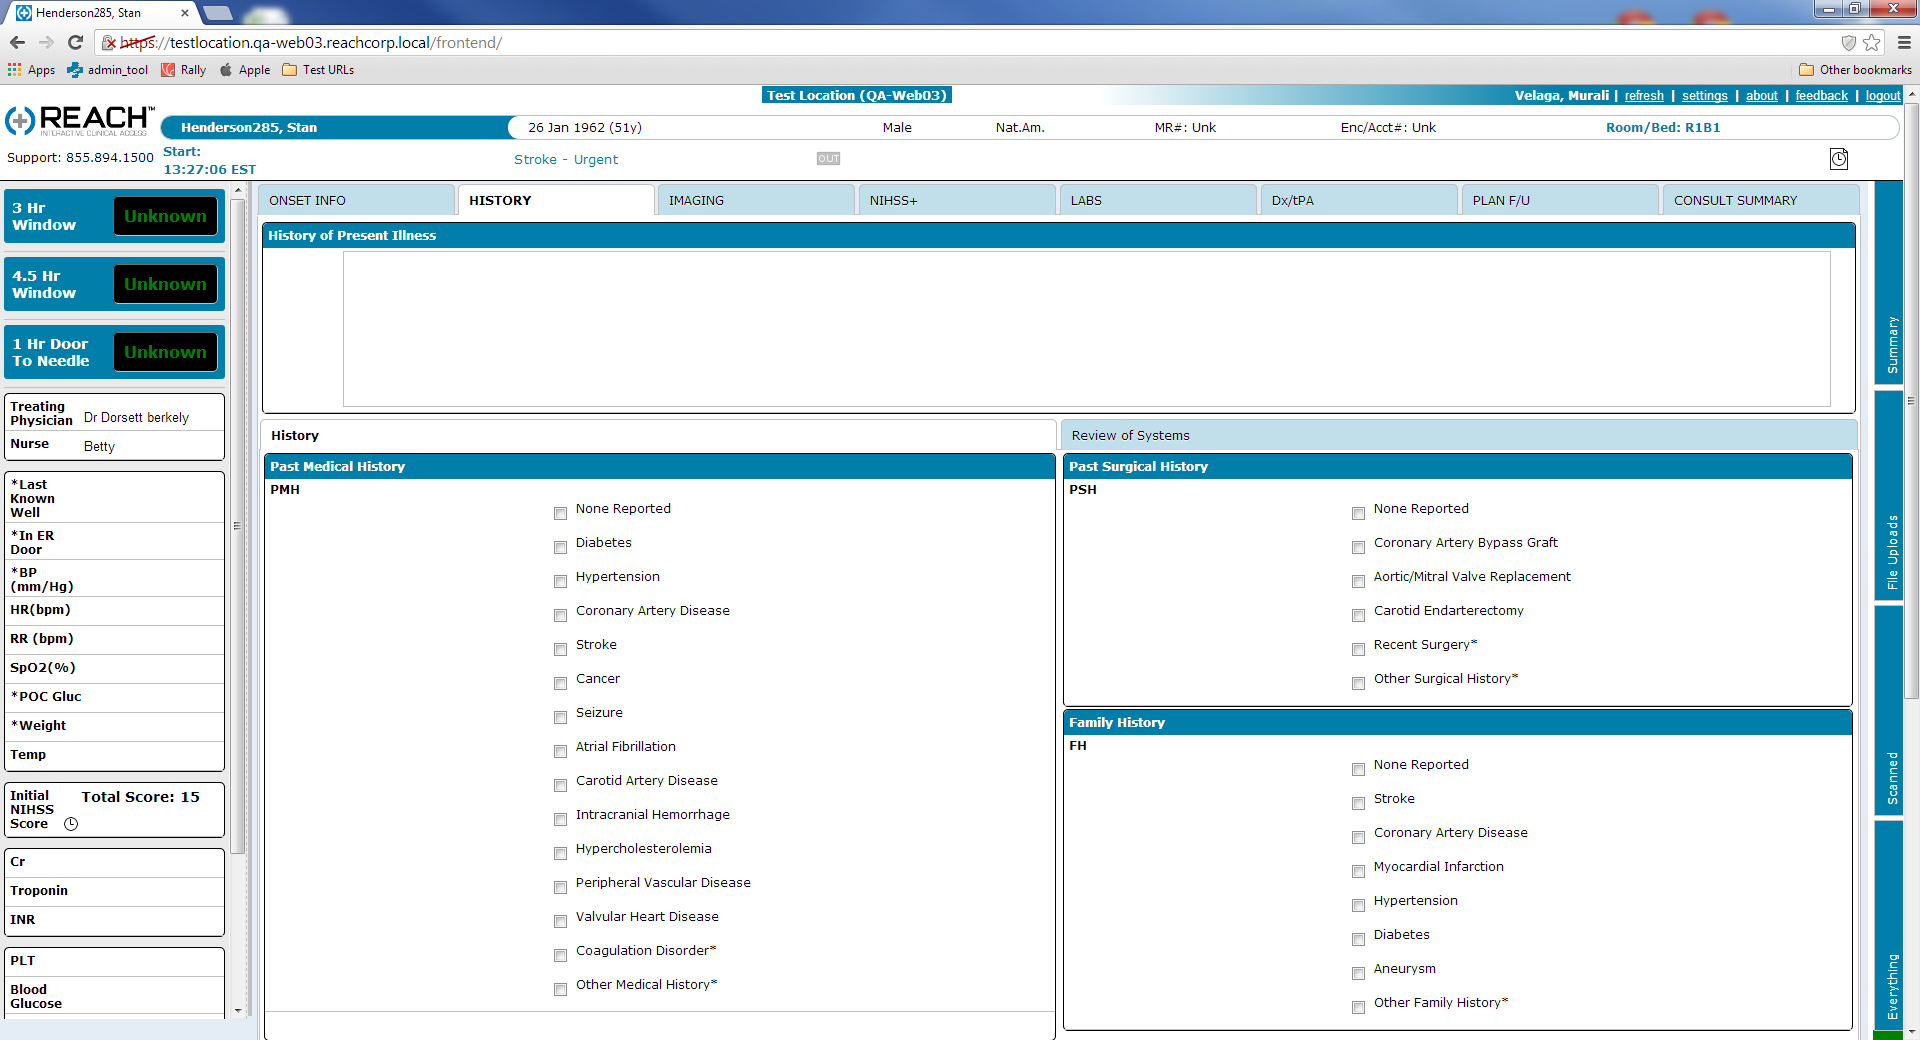 Henderson285, Stan
https://testlocation.qa-web03.reachcorp.local/frontend/
Apps admin_tool Rally Apple Test URLs Other bookmarks
REACH™
INTERACTIVE CLINICAL ACCESS
Test Location (QA-Web03)
Velaga, Murali | refresh | settings | about | feedback | logout
Henderson285, Stan 26 Jan 1962 (51y) Male Nat.Am. MR#: Unk Enc/Acct#: Unk Room/Bed: R1B1
Support: 855.894.1500
Start:
13:27:06 EST
Stroke - Urgent
OUT
3 Hr
Window
Unknown
4.5 Hr
Window
Unknown
1 Hr Door
To Needle
Unknown
Treating
Physician
Dr Dorsett berkely
Nurse
Betty
*Last
Known
Well
*In ER
Door
*BP
(mm/Hg)
HR(bpm)
RR (bpm)
SpO2(%)
*POC Gluc
*Weight
Temp
Initial
NIHSS
Score
Total Score: 15
Cr
Troponin
INR
PLT
Blood
Glucose
ONSET INFO
HISTORY
IMAGING
NIHSS+
LABS
Dx/tPA
PLAN F/U
CONSULT SUMMARY
History of Present Illness
History
Review of Systems
Past Medical History
PMH
None Reported
Diabetes
Hypertension
Coronary Artery Disease
Stroke
Cancer
Seizure
Atrial Fibrillation
Carotid Artery Disease
Intracranial Hemorrhage
Hypercholesterolemia
Peripheral Vascular Disease
Valvular Heart Disease
Coagulation Disorder*
Other Medical History*
Past Surgical History
PSH
None Reported
Coronary Artery Bypass Graft
Aortic/Mitral Valve Replacement
Carotid Endarterectomy
Recent Surgery*
Other Surgical History*
Family History
FH
None Reported
Stroke
Coronary Artery Disease
Myocardial Infarction
Hypertension
Diabetes
Aneurysm
Other Family History*
Summary
File Uploads
Scanned
Everything